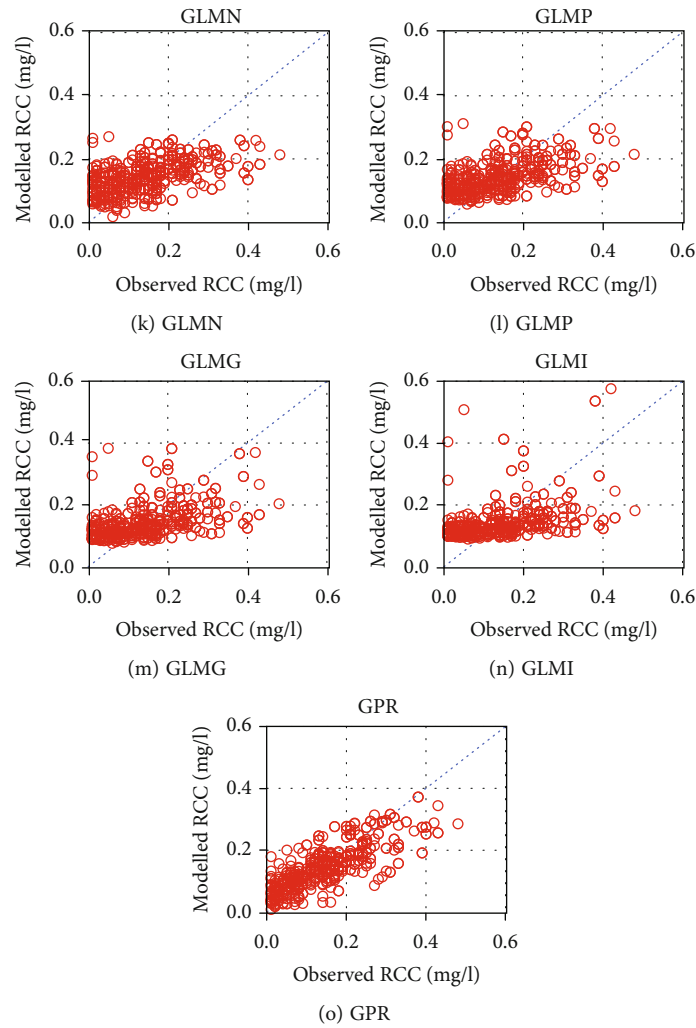 GLMN
GLMP
0.6
0.4
0.2
0.0
Modelled RCC (mg/l)
0.0 0.2 0.4 0.6
Observed RCC (mg/l)
(k) GLMN
0.6
0.4
0.2
0.0
Modelled RCC (mg/l)
0.0 0.2 0.4 0.6
Observed RCC (mg/l)
(l) GLMP
GLMG
GLMI
0.6
0.4
0.2
0.0
Modelled RCC (mg/l)
0.0 0.2 0.4 0.6
Observed RCC (mg/l)
(m) GLMG
0.6
0.4
0.2
0.0
Modelled RCC (mg/l)
0.0 0.2 0.4 0.6
Observed RCC (mg/l)
(n) GLMI
GPR
0.6
0.4
0.2
0.0
Modelled RCC (mg/l)
0.0 0.2 0.4 0.6
Observed RCC (mg/l)
(o) GPR